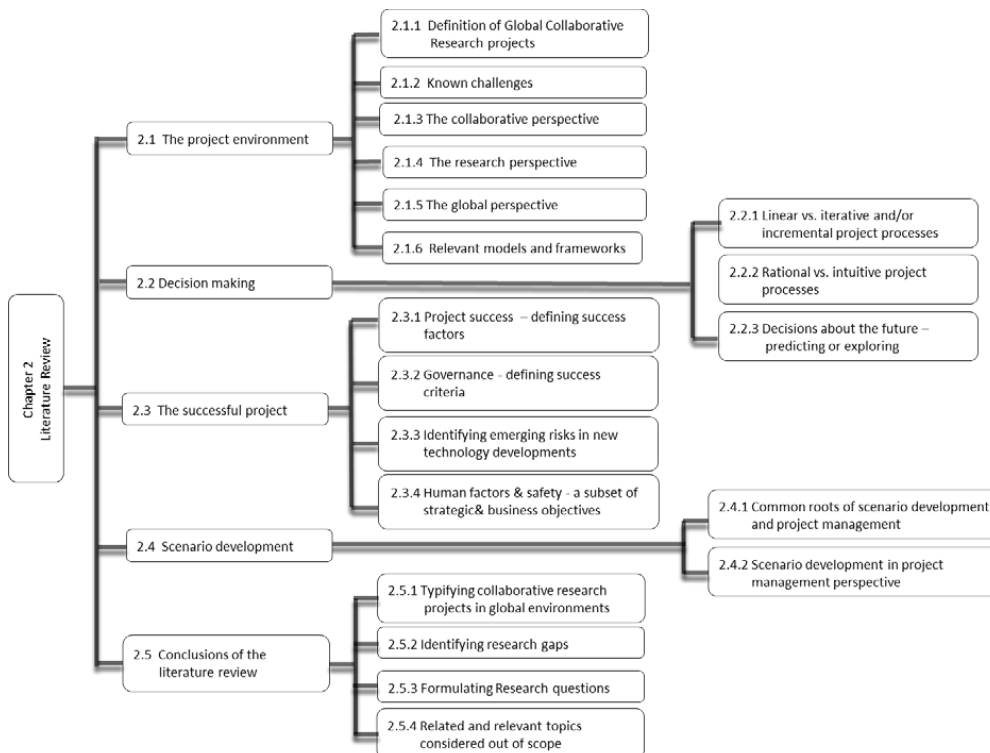 Chapter 2
Literature Review
2.1 The project environment
2.1.1 Definition of Global Collaborative
Research projects
2.1.2 Known challenges
2.1.3 The collaborative perspective
2.1.4 The research perspective
2.1.5 The global perspective
2.1.6 Relevant models and frameworks
2.2 Decision making
2.2.1 Linear vs. iterative and/or
incremental project processes
2.2.2 Rational vs. intuitive project
processes
2.2.3 Decisions about the future –
predicting or exploring
2.3 The successful project
2.3.1 Project success – defining success
factors
2.3.2 Governance - defining success
criteria
2.3.3 Identifying emerging risks in new
technology developments
2.3.4 Human factors & safety - a subset of
strategic& business objectives
2.4 Scenario development
2.4.1 Common roots of scenario development
and project management
2.4.2 Scenario development in project
management perspective
2.5 Conclusions of the
literature review
2.5.1 Typifying collaborative research
projects in global environments
2.5.2 Identifying research gaps
2.5.3 Formulating Research questions
2.5.4 Related and relevant topics
considered out of scope